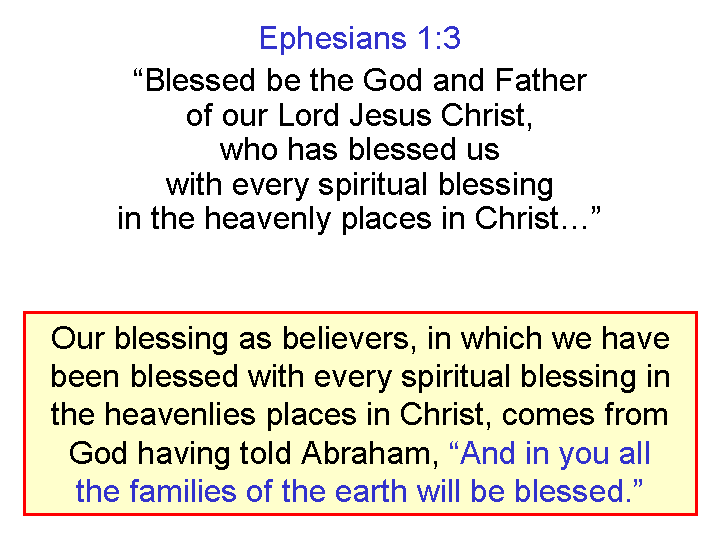 Ephesians 1:3
“Blessed be the God and Father
of our Lord Jesus Christ,
who has blessed us
with every spiritual blessing
in the heavenly places in Christ…”
Our blessing as believers, in which we have
been blessed with every spiritual blessing in
the heavenlies places in Christ, comes from
God having told Abraham, “And in you all
the families of the earth will be blessed.”